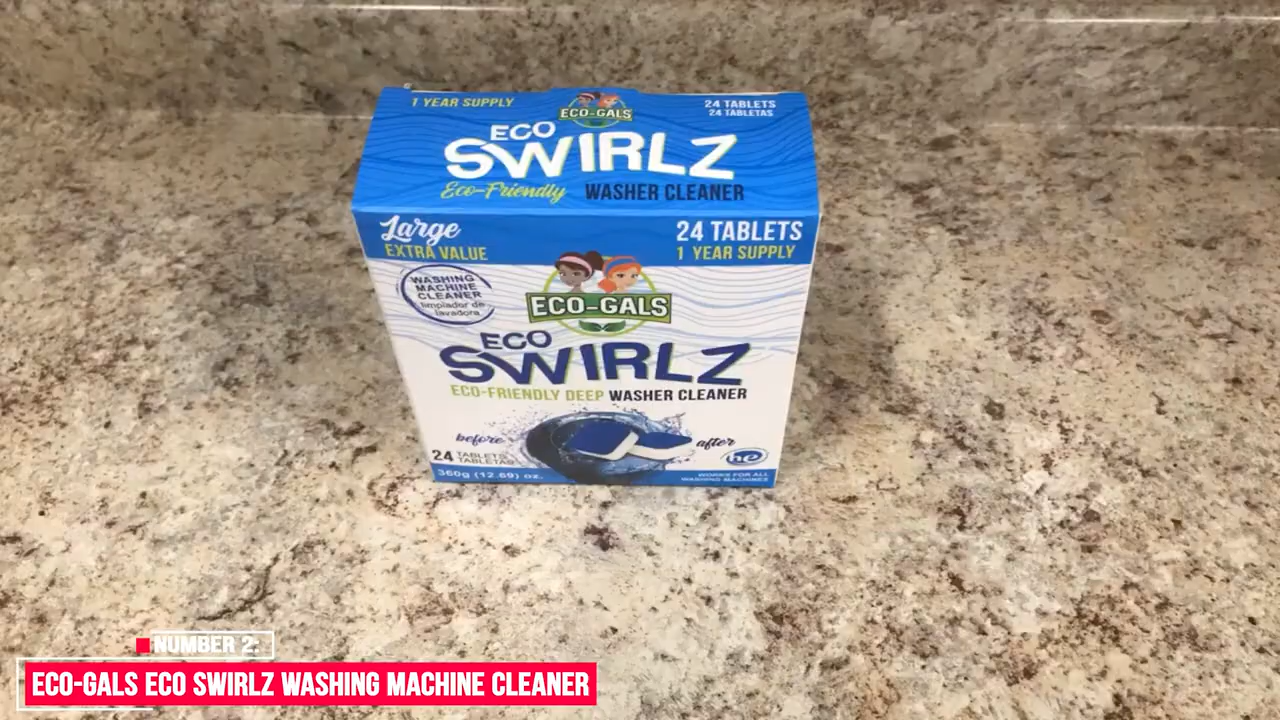 1 YEAR SUPPLY
ECO-GALS
24 TABLETS
24 TABLETAS
ECO
SWIRLZ
Eco-Friendly WASHER CLEANER
Large
EXTRA VALUE
24 TABLETS
1 YEAR SUPPLY
WASHING
MACHINE
CLEANER
limpiador de
lavadora
ECO-GALS
ECO
SWIRLZ
ECO-FRIENDLY DEEP WASHER CLEANER
before
after
24 TABLETS
TABLETAS
he
360g (12.69) oz.
WORKS FOR ALL
WASHING MACHINES
NUMBER 2:
ECO-GALS ECO SWIRLZ WASHING MACHINE CLEANER